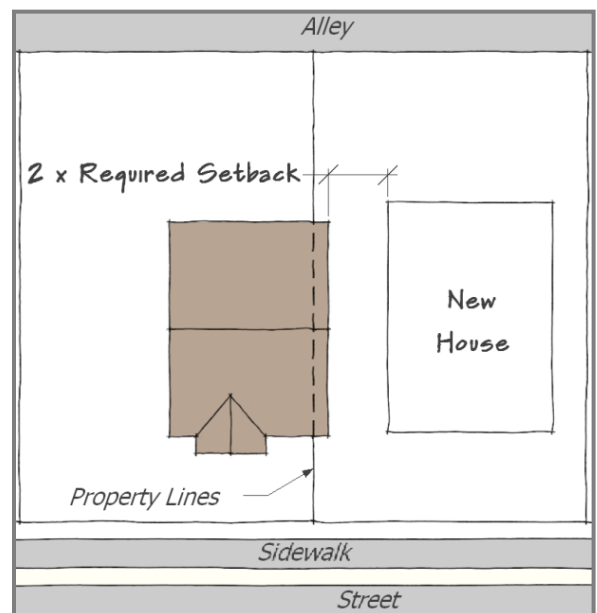 Alley
2 x Required Setback
New
House
Property Lines
Sidewalk
Street